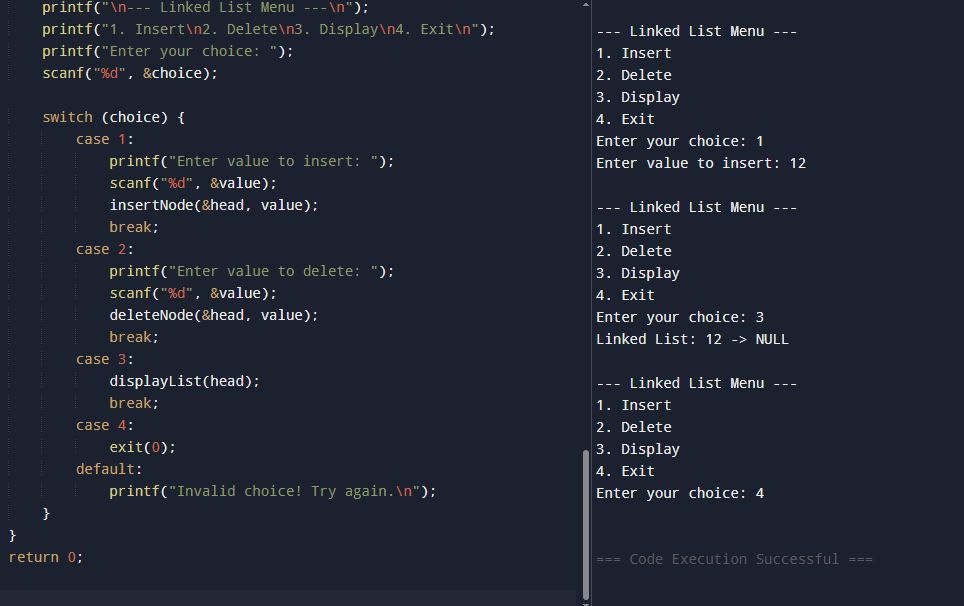 printf("\n--- Linked List Menu ---\n");
printf("1. Insert\n2. Delete\n3. Display\n4. Exit\n");
printf("Enter your choice: ");
scanf("%d", &choice);
switch (choice) {
case 1:
printf("Enter value to insert: ");
scanf("%d", &value);
insertNode(&head, value);
break;
case 2:
printf("Enter value to delete: ");
scanf("%d", &value);
deleteNode(&head, value);
break;
case 3:
displayList(head);
break;
case 4:
exit(0);
default:
printf("Invalid choice! Try again.\n");
}
}
return 0;
--- Linked List Menu ---
1. Insert
2. Delete
3. Display
4. Exit
Enter your choice: 1
Enter value to insert: 12
--- Linked List Menu ---
1. Insert
2. Delete
3. Display
4. Exit
Enter your choice: 3
Linked List: 12 -> NULL
--- Linked List Menu ---
1. Insert
2. Delete
3. Display
4. Exit
Enter your choice: 4
=== Code Execution Successful ===